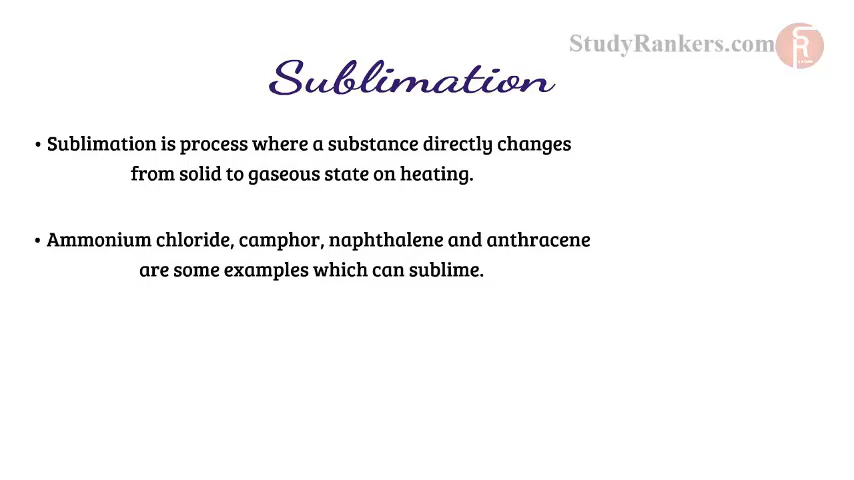 StudyRankers.com
Sublimation
• Sublimation is process where a substance directly changes
from solid to gaseous state on heating.
• Ammonium chloride, camphor, naphthalene and anthracene
are some examples which can sublime.